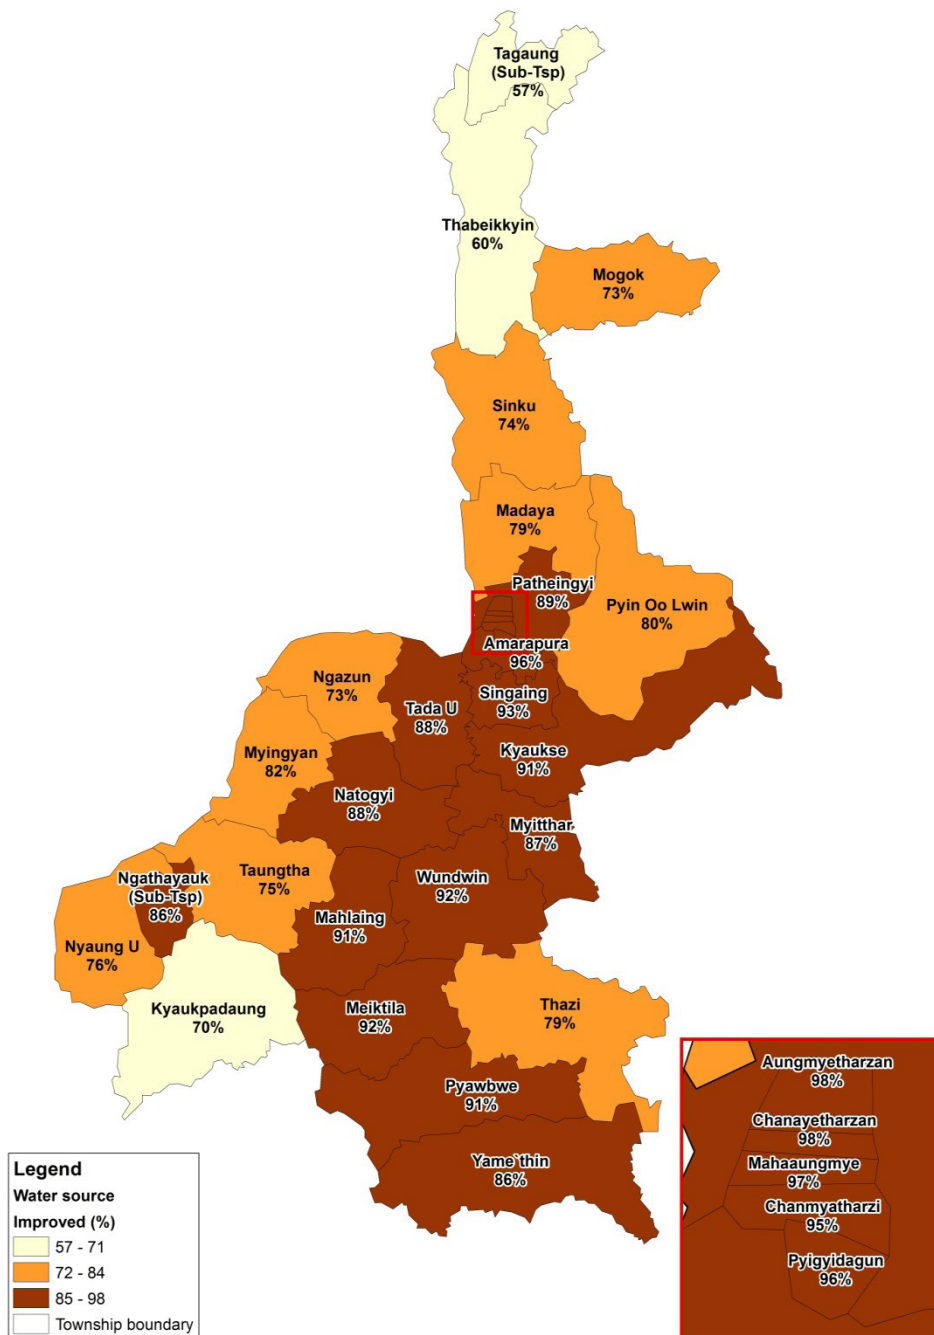 Tagaung
(Sub-Tsp)
57%
Thabeikkyin
60%
Mogok
73%
Sinku
74%
Madaya
79%
Patheingyi
89%
Pyin Oo Lwin
80%
Amarapura
96%
Ngazun
73%
Tada U
88%
Singaing
93%
Myingyan
82%
Kyaukse
91%
Natogyi
88%
Myitthar
87%
Ngathayauk
(Sub-Tsp)
86%
Taungtha
75%
Wundwin
92%
Mahlaing
91%
Nyaung U
76%
Kyaukpadaung
70%
Meiktila
92%
Thazi
79%
Pyawbwe
91%
Yame`thin
86%
Aungmyetharzan
98%
Chanayetharzan
98%
Mahaaungmye
97%
Chanmyatharzi
95%
Pyigyidagun
96%
Legend
Water source
Improved (%)
57 - 71
72 - 84
85 - 98
Township boundary